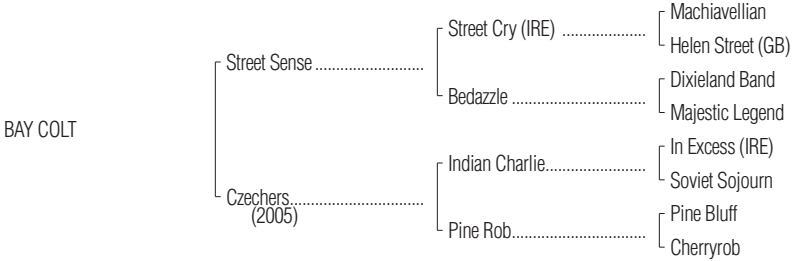 Machiavellian
Street Cry (IRE) ....................
Helen Street (GB)
Street Sense ..........................
Dixieland Band
Bedazzle ................................
Majestic Legend
BAY COLT
In Excess (IRE)
Indian Charlie........................
Soviet Sojourn
Czechers................................
(2005)
Pine Bluff
Pine Rob................................
Cherryrob